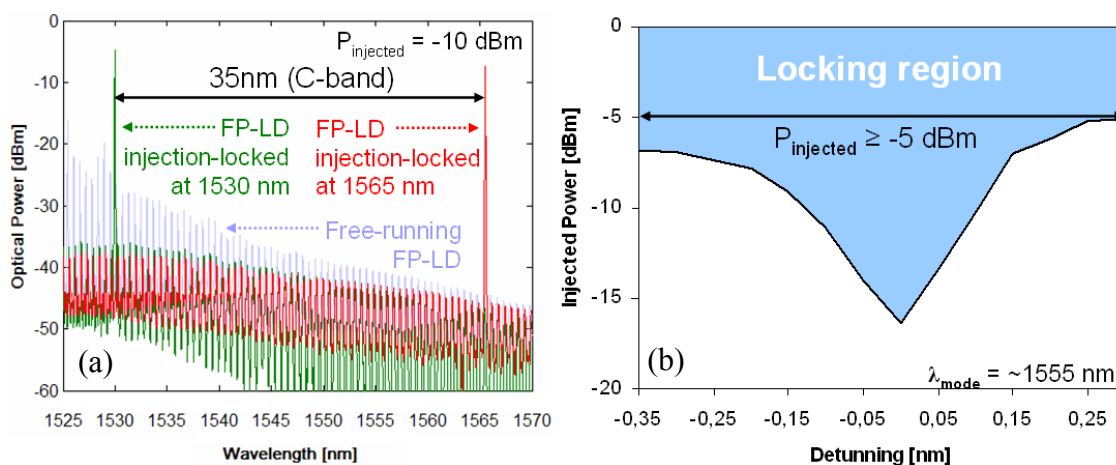 P_injected = -10 dBm
35nm (C-band)
FP-LD
injection-locked
at 1530 nm
FP-LD
injection-locked
at 1565 nm
Free-running
FP-LD
(a)
Optical Power [dBm]
0
-10
-20
-30
-40
-50
-60
1525 1530 1535 1540 1545 1550 1555 1560 1565 1570
Wavelength [nm]
Locking region
P_injected ≥ -5 dBm
(b)
λ_mode = ~1555 nm
Injected Power [dBm]
0
-5
-10
-15
-20
-0,35 -0,25 -0,15 -0,05 0,05 0,15 0,25
Detunning [nm]